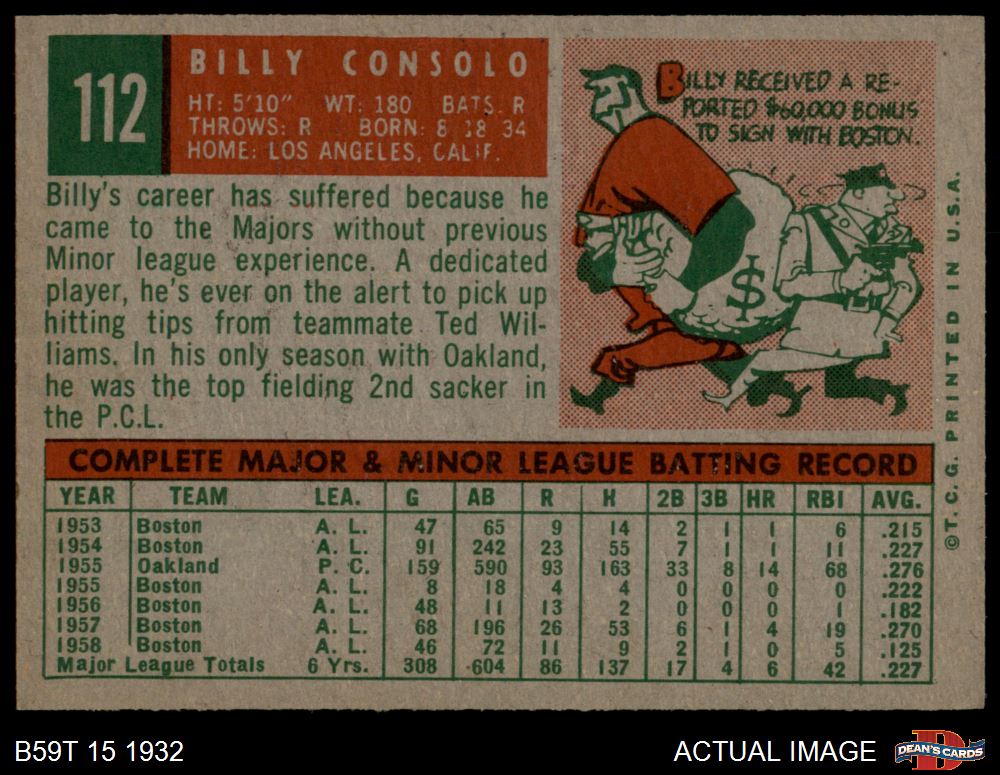 112
BILLY CONSOLO
HT: 5'10" WT: 180 BATS: R
THROWS: R BORN: 8 18 34
HOME: LOS ANGELES, CALIF.
BILLY RECEIVED A RE-
PORTED $60,000 BONUS
TO SIGN WITH BOSTON.
$
Billy's career has suffered because he
came to the Majors without previous
Minor league experience. A dedicated
player, he's ever on the alert to pick up
hitting tips from teammate Ted Wil-
liams. In his only season with Oakland,
he was the top fielding 2nd sacker in
the P.C.L.
COMPLETE MAJOR & MINOR LEAGUE BATTING RECORD
YEAR TEAM LEA. G AB R H 2B 3B HR RBI AVG.
1953 Boston A. L. 47 65 9 14 2 1 1 6 .215
1954 Boston A. L. 91 242 23 55 7 1 1 11 .227
1955 Oakland P. C. 159 590 93 163 33 8 14 68 .276
1955 Boston A. L. 8 18 4 4 0 0 0 0 .222
1956 Boston A. L. 48 11 13 2 0 0 0 1 .182
1957 Boston A. L. 68 196 26 53 6 1 4 19 .270
1958 Boston A. L. 46 72 11 9 2 1 0 5 .125
Major League Totals 6 Yrs. 308 604 86 137 17 4 6 42 .227
©T. C. G. PRINTED IN U.S.A.
B59T 15 1932
ACTUAL IMAGE
DEAN'S CARDS